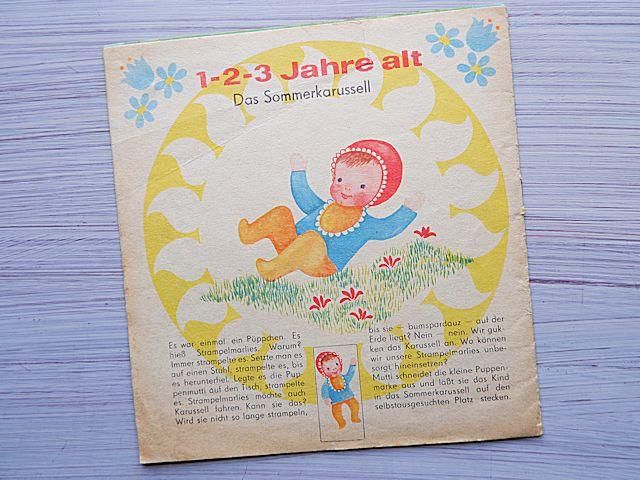 1-2-3 Jahre alt
Das Sommerkarussell
Es war einmal ein Püppchen. Es
hieß Strampelmarlies. Warum?
Immer strampelte es. Setzte man es
auf einen Stuhl, strampelte es, bis
es herunterfiel. Legte es die Pup-
penmutti auf den Tisch, strampelte
es. Strampelmarlies möchte auch
Karussell fahren. Kann sie das?
Wird sie nicht so lange strampeln,
bis sie – bumspardauz – auf der
Erde liegt? Nein – nein. Wir guk-
ken das Karussell an. Wo können
wir unsere Strampelmarlies unbe-
sorgt hineinsetzen?
Mutti schneidet die kleine Puppen-
marke aus und läßt sie das Kind
in das Sommerkarussell auf den
selbstausgesuchten Platz stecken.